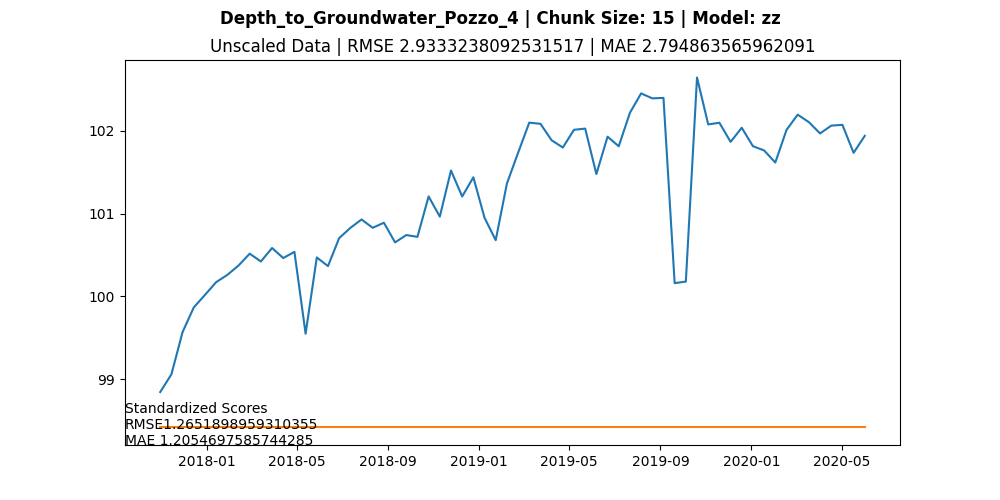 Depth_to_Groundwater_Pozzo_4 | Chunk Size: 15 | Model: zz
Unscaled Data | RMSE 2.9333238092531517 | MAE 2.794863565962091
102
101
100
99
Standardized Scores
RMSE1.2651898959310355
MAE 1.2054697585744285
2018-01 2018-05 2018-09 2019-01 2019-05 2019-09 2020-01 2020-05